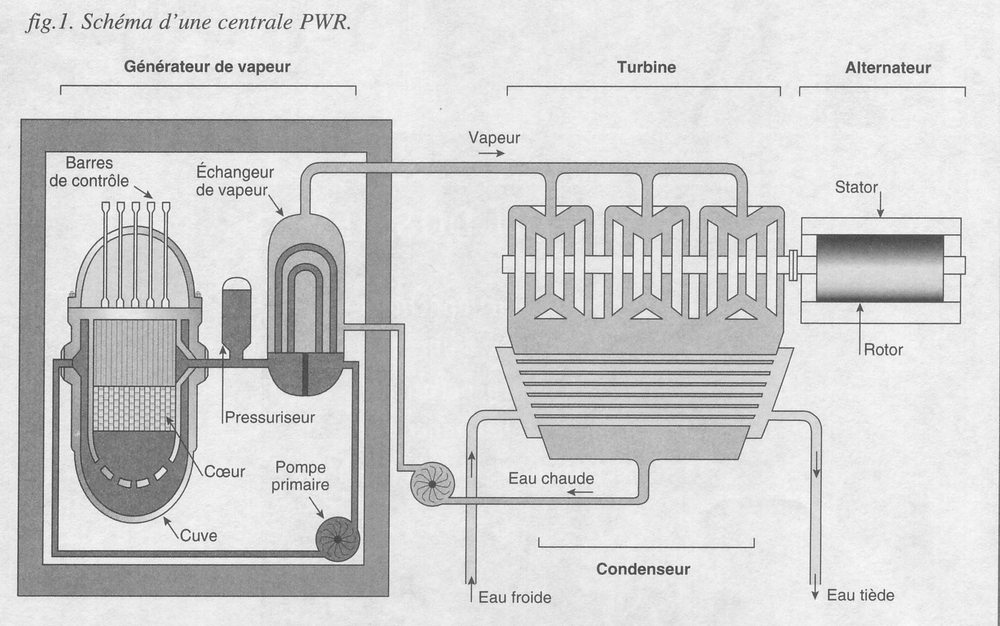 fig.1. Schéma d'une centrale PWR.
Générateur de vapeur
Turbine
Alternateur
Vapeur
Barres
de contrôle
Échangeur
de vapeur
Stator
Rotor
Pressuriseur
Cœur
Pompe
primaire
Cuve
Eau chaude
Condenseur
Eau froide
Eau tiède